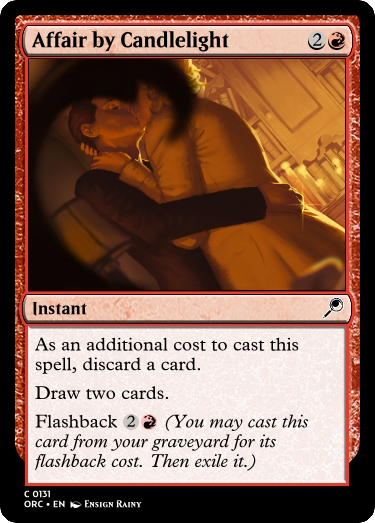 Affair by Candlelight 2
Instant
As an additional cost to cast this
spell, discard a card.
Draw two cards.
Flashback 2 (You may cast this
card from your graveyard for its
flashback cost. Then exile it.)
C 0131
ORC • EN Ensign Rainy